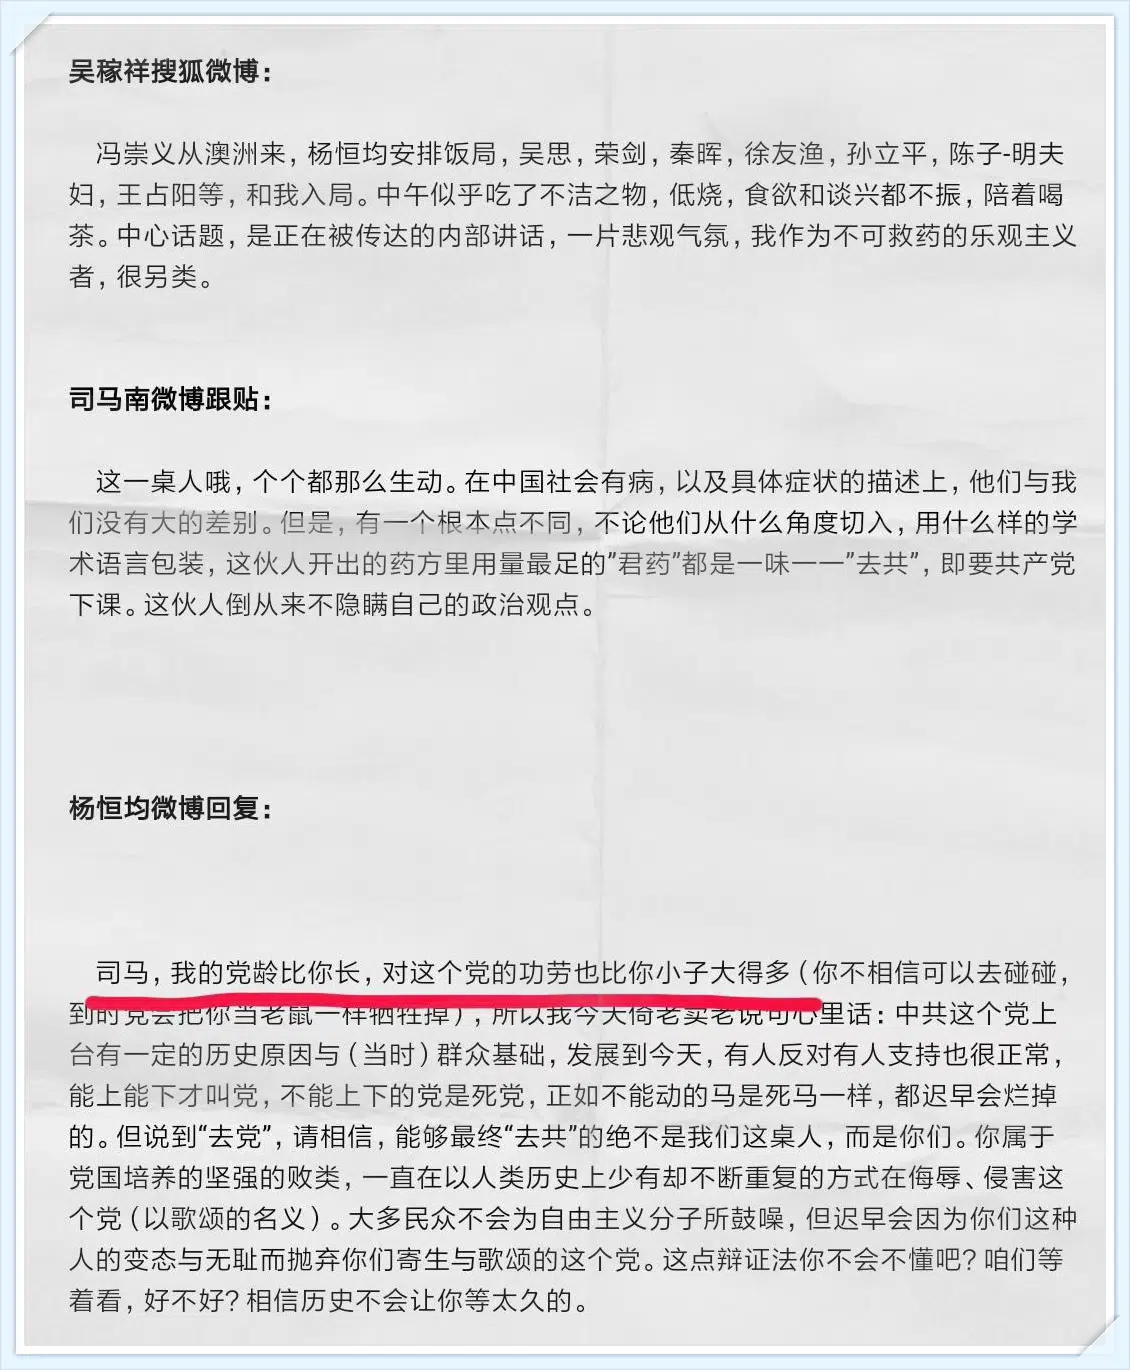 吴稼祥搜狐微博：
冯崇义从澳洲来，杨恒均安排饭局，吴思，荣剑，秦晖，徐友渔，孙立平，陈子-明夫
妇，王占阳等，和我入局。中午似乎吃了不洁之物，低烧，食欲和谈兴都不振，陪着喝
茶。中心话题，是正在被传达的内部讲话，一片悲观气氛，我作为不可救药的乐观主义
者，很另类。
司马南微博跟贴：
这一桌人哦，个个都那么生动。在中国社会有病，以及具体症状的描述上，他们与我
们没有大的差别。但是，有一个根本点不同，不论他们从什么角度切入，用什么样的学
术语言包装，这伙人开出的药方里用量最足的”君药”都是一味一一”去共”，即要共产党
下课。这伙人倒从来不隐瞒自己的政治观点。
杨恒均微博回复：
司马，我的党龄比你长，对这个党的功劳也比你小子大得多（你不相信可以去碰碰，
到时党会把你当老鼠一样牺牲掉），所以我今天倚老卖老说句心里话：中共这个党上
台有一定的历史原因与（当时）群众基础，发展到今天，有人反对有人支持也很正常，
能上能下才叫党，不能上下的党是死党，正如不能动的马是死马一样，都迟早会烂掉
的。但说到“去党”，请相信，能够最终“去共”的绝不是我们这桌人，而是你们。你属于
党国培养的坚强的败类，一直在以人类历史上少有却不断重复的方式在侮辱、侵害这
个党（以歌颂的名义）。大多民众不会为自由主义分子所鼓噪，但迟早会因为你们这种
人的变态与无耻而抛弃你们寄生与歌颂的这个党。这点辩证法你不会不懂吧？咱们等
着看，好不好？相信历史不会让你等太久的。